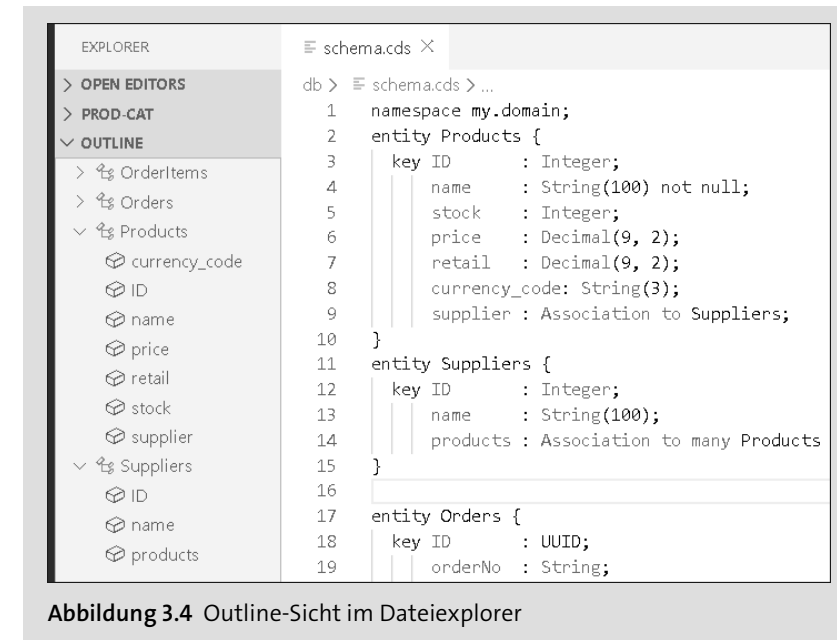 EXPLORER
OPEN EDITORS
PROD-CAT
OUTLINE
OrderItems
Orders
Products
currency_code
ID
name
price
retail
stock
supplier
Suppliers
ID
name
products
schema.cds
db > schema.cds > ...
1 namespace my.domain;
2 entity Products {
3 key ID : Integer;
4 name : String(100) not null;
5 stock : Integer;
6 price : Decimal(9, 2);
7 retail : Decimal(9, 2);
8 currency_code: String(3);
9 supplier : Association to Suppliers;
10 }
11 entity Suppliers {
12 key ID : Integer;
13 name : String(100);
14 products : Association to many Products
15 }
16
17 entity Orders {
18 key ID : UUID;
19 orderNo : String;
Abbildung 3.4 Outline-Sicht im Dateiexplorer